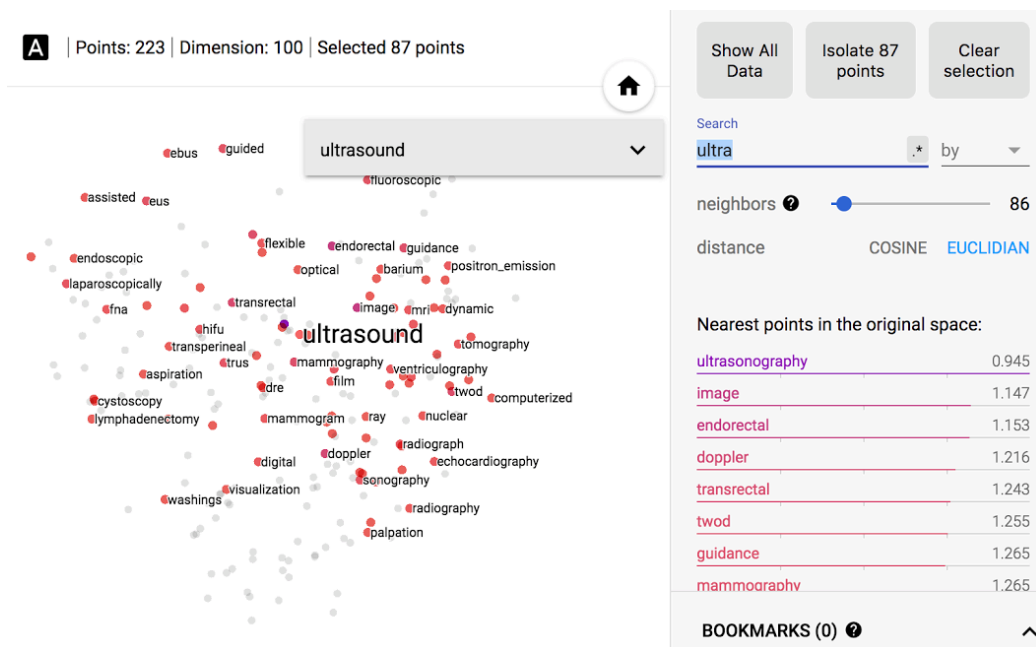 A | Points: 223 | Dimension: 100 | Selected 87 points
ultrasound
ebus
guided
fluoroscopic
assisted
eus
flexible
endorectal
guidance
endoscopic
optical
barium
positron_emission
laparoscopically
transrectal
image
mri
dynamic
fna
hifu
ultrasound
transperineal
tomography
trus
mammography
ventriculography
aspiration
film
dre
twod
computerized
cystoscopy
lymphadenectomy
mammogram
ray
nuclear
radiograph
doppler
digital
echocardiography
sonography
visualization
washings
radiography
palpation
Show All Data
Isolate 87 points
Clear selection
Search
ultra
.*
by
neighbors ?
86
distance
COSINE
EUCLIDIAN
Nearest points in the original space:
ultrasonography 0.945
image 1.147
endorectal 1.153
doppler 1.216
transrectal 1.243
twod 1.255
guidance 1.265
mammography 1.265
BOOKMARKS (0) ?